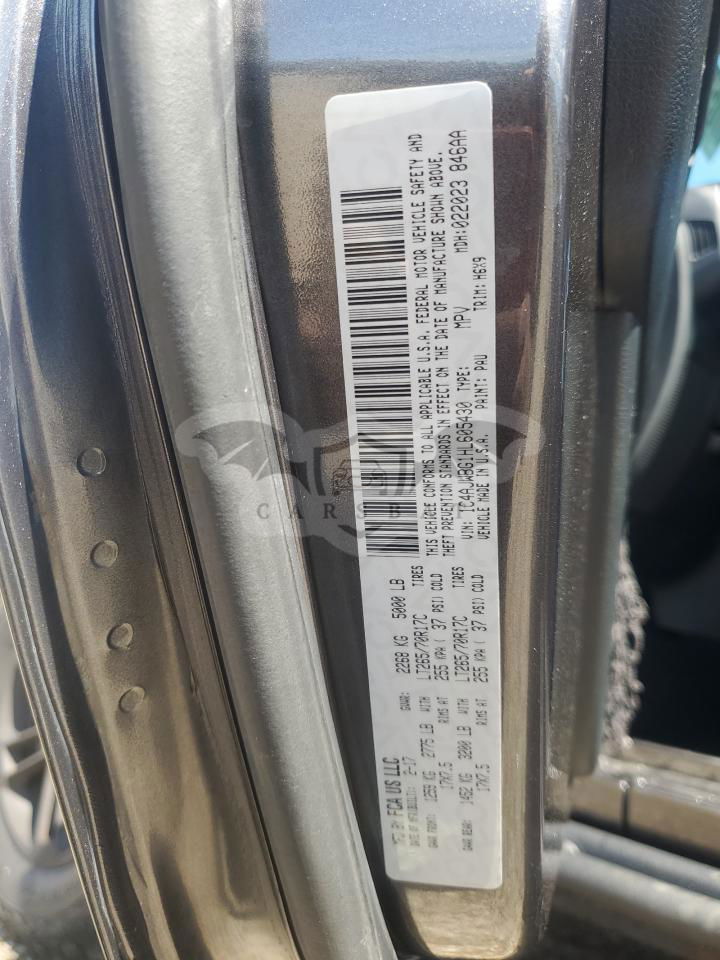 MFD BY FCA US LLC
DATE OF MFR(BUILT): 2-17 GVWR: 2268 KG 5000 LB
GAWR FRONT: 1259 KG 2775 LB WITH LT265/70R17C TIRES
17X7.5 RIMS AT 255 KPA ( 37 PSI) COLD
GAWR REAR: 1452 KG 3200 LB WITH LT265/70R17C TIRES
17X7.5 RIMS AT 255 KPA ( 37 PSI) COLD
THIS VEHICLE CONFORMS TO ALL APPLICABLE U.S.A. FEDERAL MOTOR VEHICLE SAFETY AND
THEFT PREVENTION STANDARDS IN EFFECT ON THE DATE OF MANUFACTURE SHOWN ABOVE.
VIN: 1C4AJWBG1HL605430 TYPE: MPV MDH:022023 846AA
VEHICLE MADE IN U.S.A. PAINT: PAU TRIM: H6X9